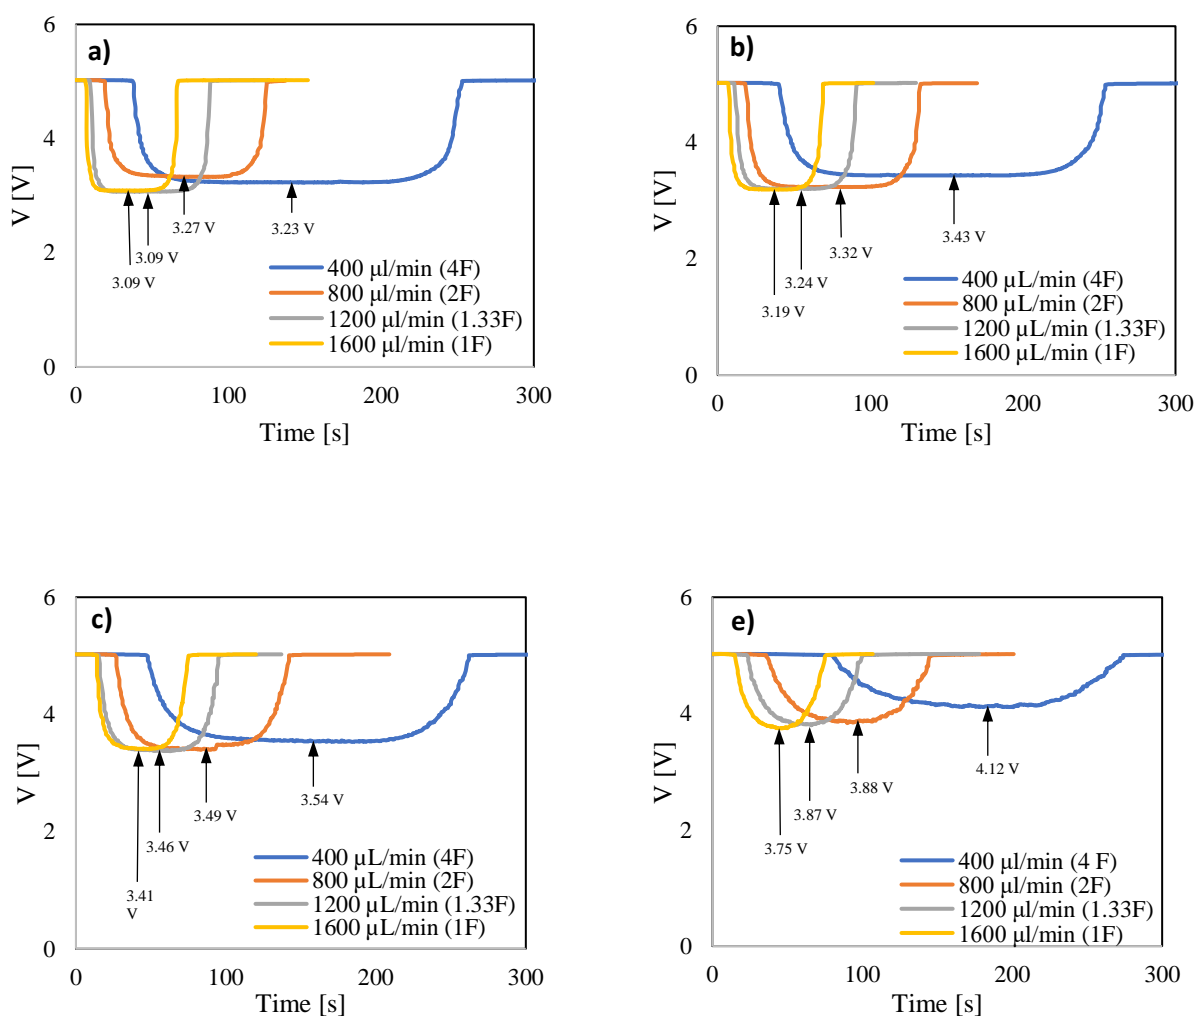 a)
6
4
2
0
V [V]
3.27 V
3.23 V
3.09 V
3.09 V
400 µl/min (4F)
800 µl/min (2F)
1200 µl/min (1.33F)
1600 µl/min (1F)
0 100 200 300
Time [s]
b)
6
4
2
0
V [V]
3.43 V
3.32 V
3.24 V
3.19 V
400 µL/min (4F)
800 µL/min (2F)
1200 µL/min (1.33F)
1600 µL/min (1F)
0 100 200 300
Time [s]
c)
6
4
2
0
V [V]
3.54 V
3.49 V
3.46 V
3.41
V
400 µL/min (4F)
800 µL/min (2F)
1200 µL/min (1.33F)
1600 µL/min (1F)
0 100 200 300
Time [s]
e)
6
4
2
0
V [V]
4.12 V
3.88 V
3.87 V
3.75 V
400 µl/min (4 F)
800 µl/min (2F)
1200 µl/min (1.33F)
1600 µl/min (1F)
0 100 200 300
Time [s]